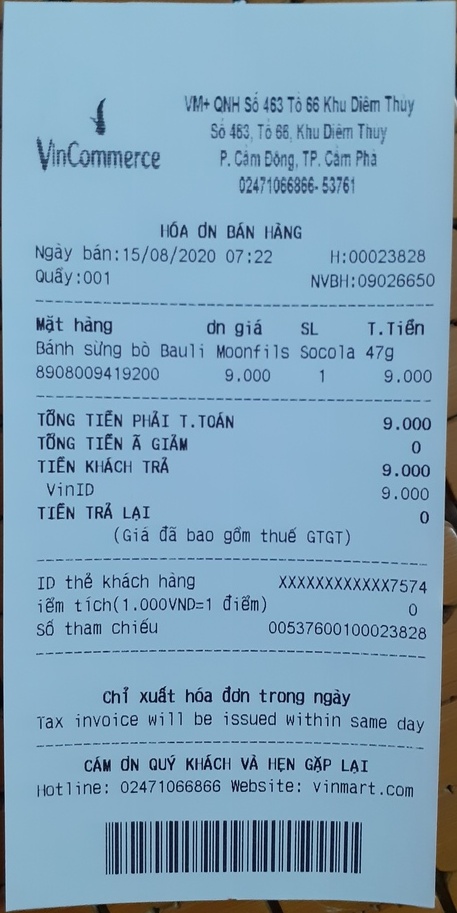 VinCommerce
VM+ QNH Số 463 Tổ 66 Khu Diêm Thủy
Số 463, Tổ 66, Khu Diêm Thủy
P. Cẩm Đông, TP. Cẩm Phả
02471066866- 53761
HÓA ƠN BÁN HÀNG
Ngày bán:15/08/2020 07:22 H:00023828
Quầy:001 NVBH:09026650
Mặt hàng ơn giá SL T.Tiền
Bánh sừng bò Bauli Moonfils Socola 47g
8908009419200 9.000 1 9.000
TỔNG TIỀN PHẢI T.TOÁN 9.000
TỔNG TIỀN Ã GIẢM 0
TIỀN KHÁCH TRẢ 9.000
VinID 9.000
TIỀN TRẢ LẠI 0
(Giá đã bao gồm thuế GTGT)
ID thẻ khách hàng XXXXXXXXXXXX7574
iểm tích(1.000VND=1 điểm) 0
Số tham chiếu 00537600100023828
Chỉ xuất hóa đơn trong ngày
Tax invoice will be issued within same day
CÁM ƠN QUÝ KHÁCH VÀ HẸN GẶP LẠI
Hotline: 02471066866 Website: vinmart.com